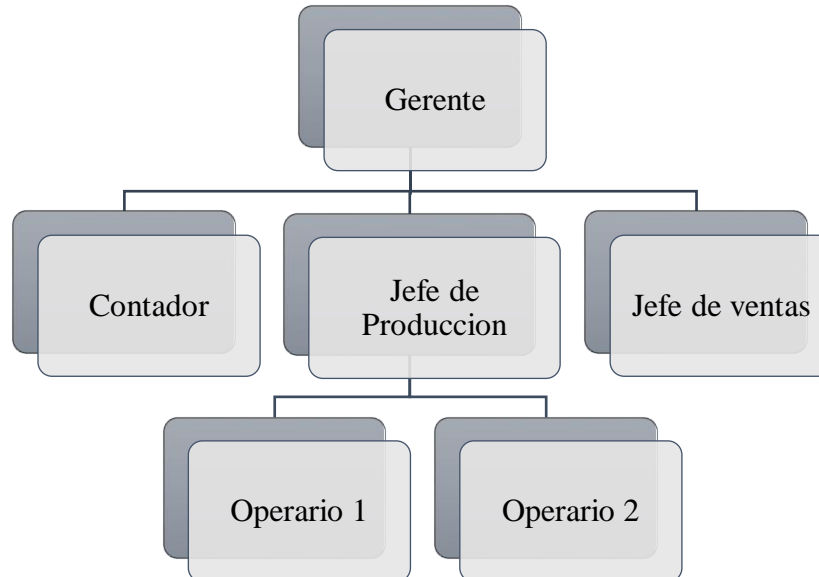 Gerente
Contador
Jefe de
Produccion
Jefe de ventas
Operario 1
Operario 2